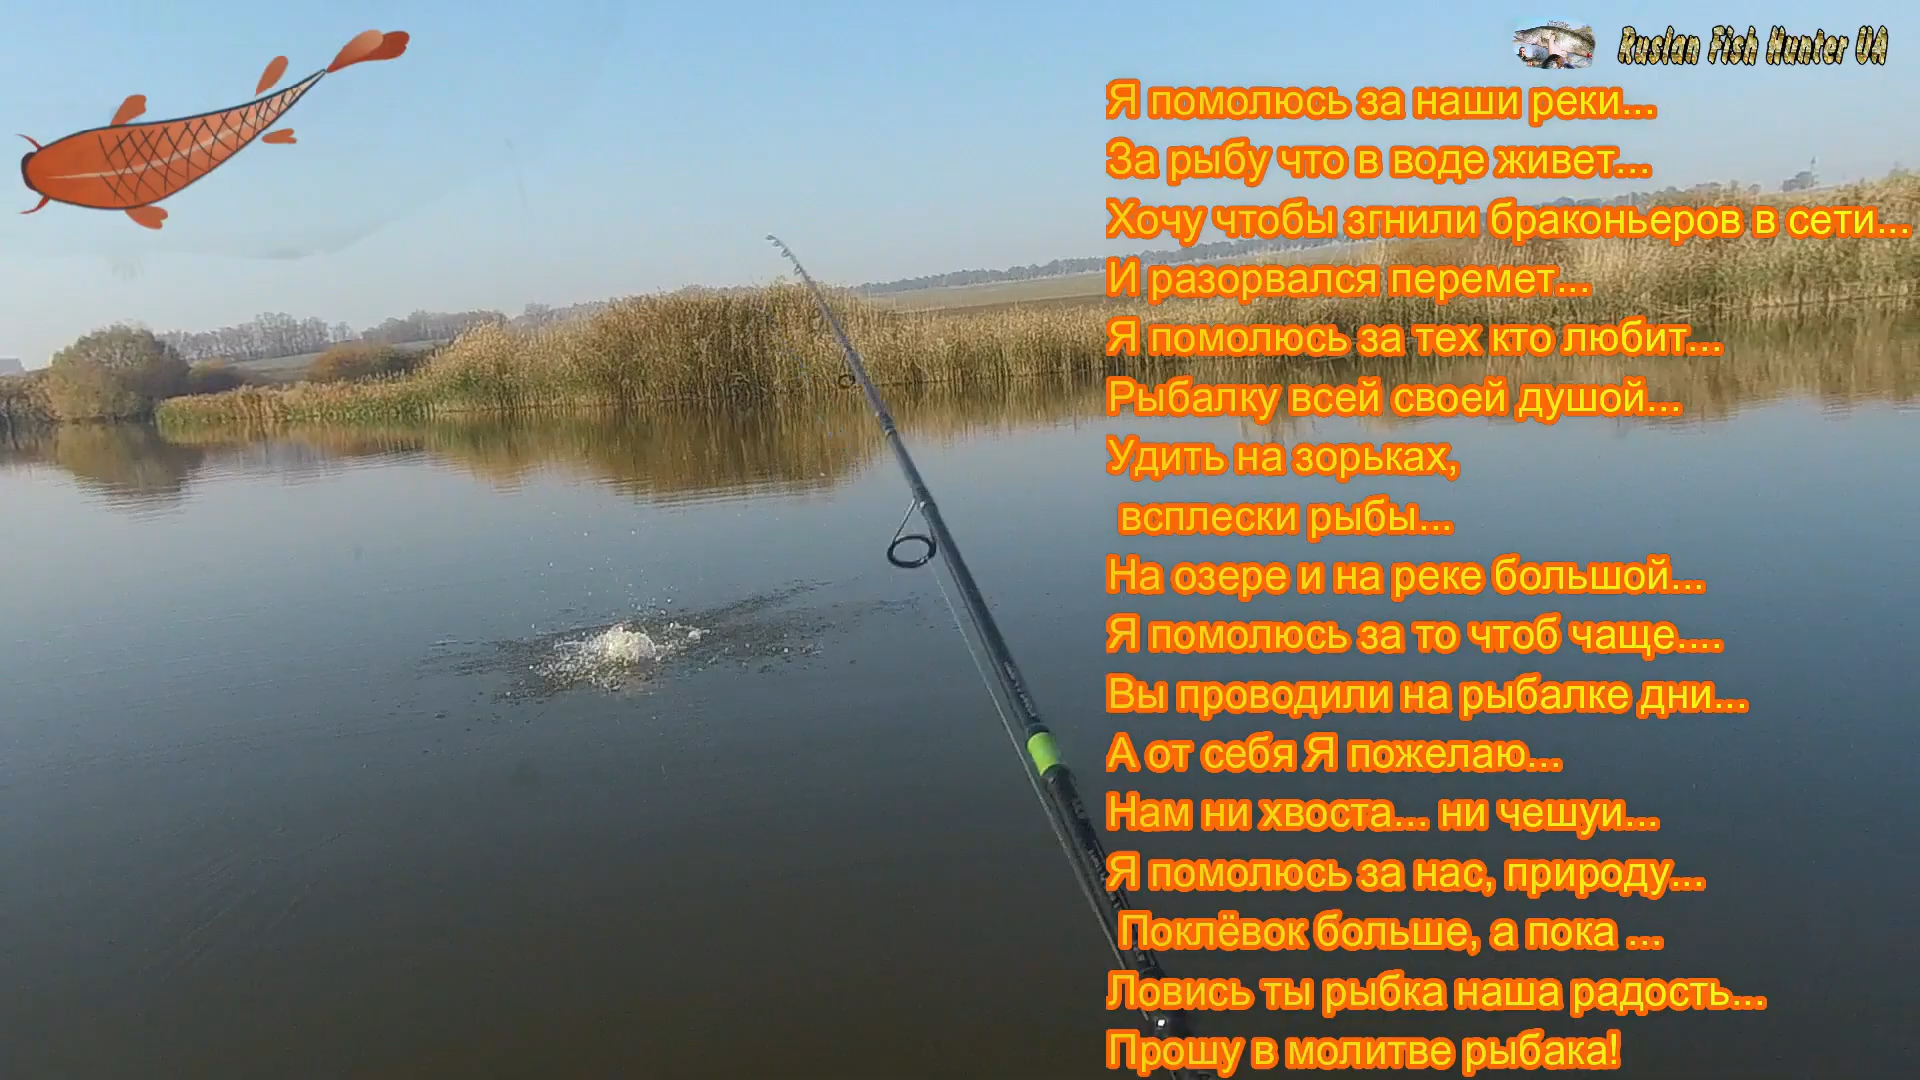 Ruslan Fish Hunter UA
Я помолюсь за наши реки...
За рыбу что в воде живет...
Хочу чтобы згнили браконьеров в сети...
И разорвался перемет...
Я помолюсь за тех кто любит...
Рыбалку всей своей душой...
Удить на зорьках,
всплески рыбы...
На озере и на реке большой...
Я помолюсь за то чтоб чаще....
Вы проводили на рыбалке дни...
А от себя Я пожелаю...
Нам ни хвоста... ни чешуи...
Я помолюсь за нас, природу...
Поклёвок больше, а пока ...
Ловись ты рыбка наша радость...
Прошу в молитве рыбака!